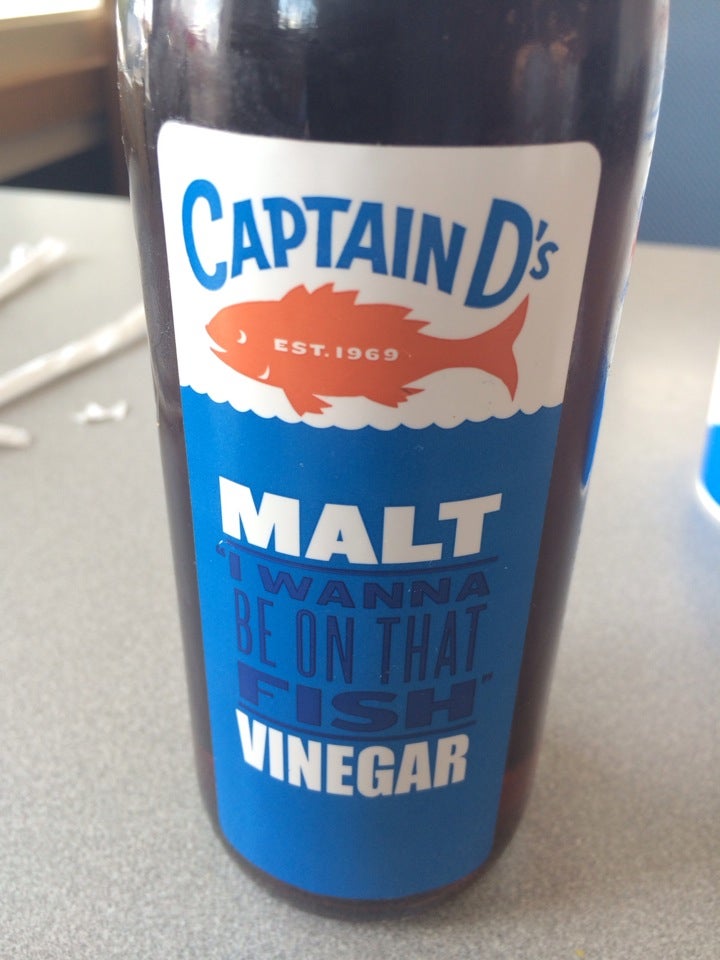 CAPTAIN D's
EST. 1969
MALT
"I WANNA
BE ON THAT
FISH"
VINEGAR